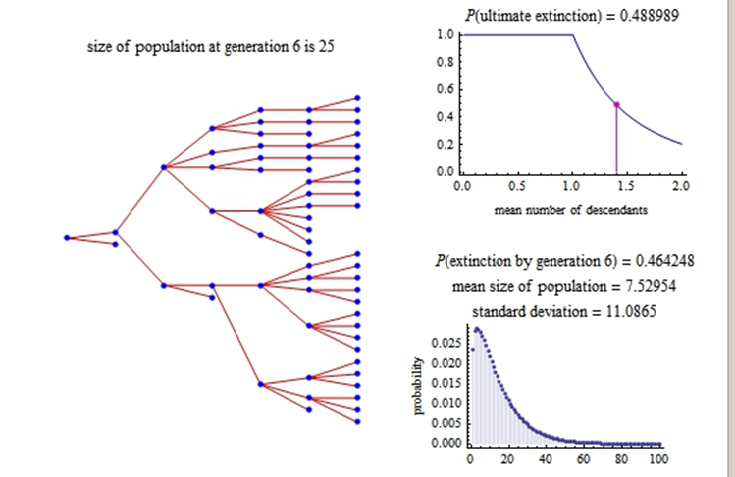 size of population at generation 6 is 25
P(ultimate extinction) = 0.488989
1.0
0.8
0.6
0.4
0.2
0.0
0.0 0.5 1.0 1.5 2.0
mean number of descendants
P(extinction by generation 6) = 0.464248
mean size of population = 7.52954
standard deviation = 11.0865
probability
0.025
0.020
0.015
0.010
0.005
0.000
0 20 40 60 80 100